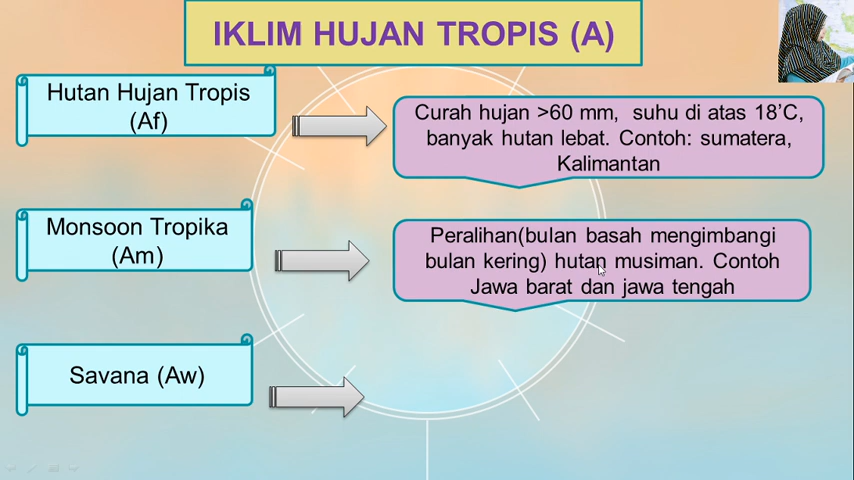 IKLIM HUJAN TROPIS (A)
Hutan Hujan Tropis
(Af)
Curah hujan >60 mm, suhu di atas 18'C,
banyak hutan lebat. Contoh: sumatera,
Kalimantan
Monsoon Tropika
(Am)
Peralihan(bulan basah mengimbangi
bulan kering) hutan musiman. Contoh
Jawa barat dan jawa tengah
Savana (Aw)